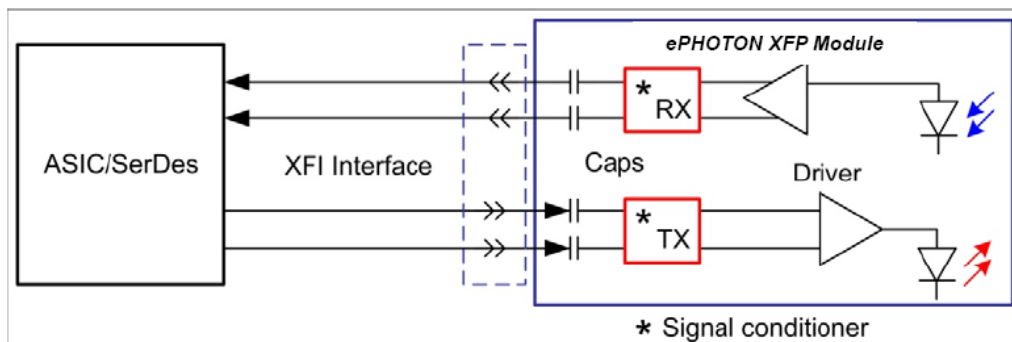 ePHOTON XFP Module
* RX
ASIC/SerDes
XFI Interface
Caps
Driver
* TX
* Signal conditioner